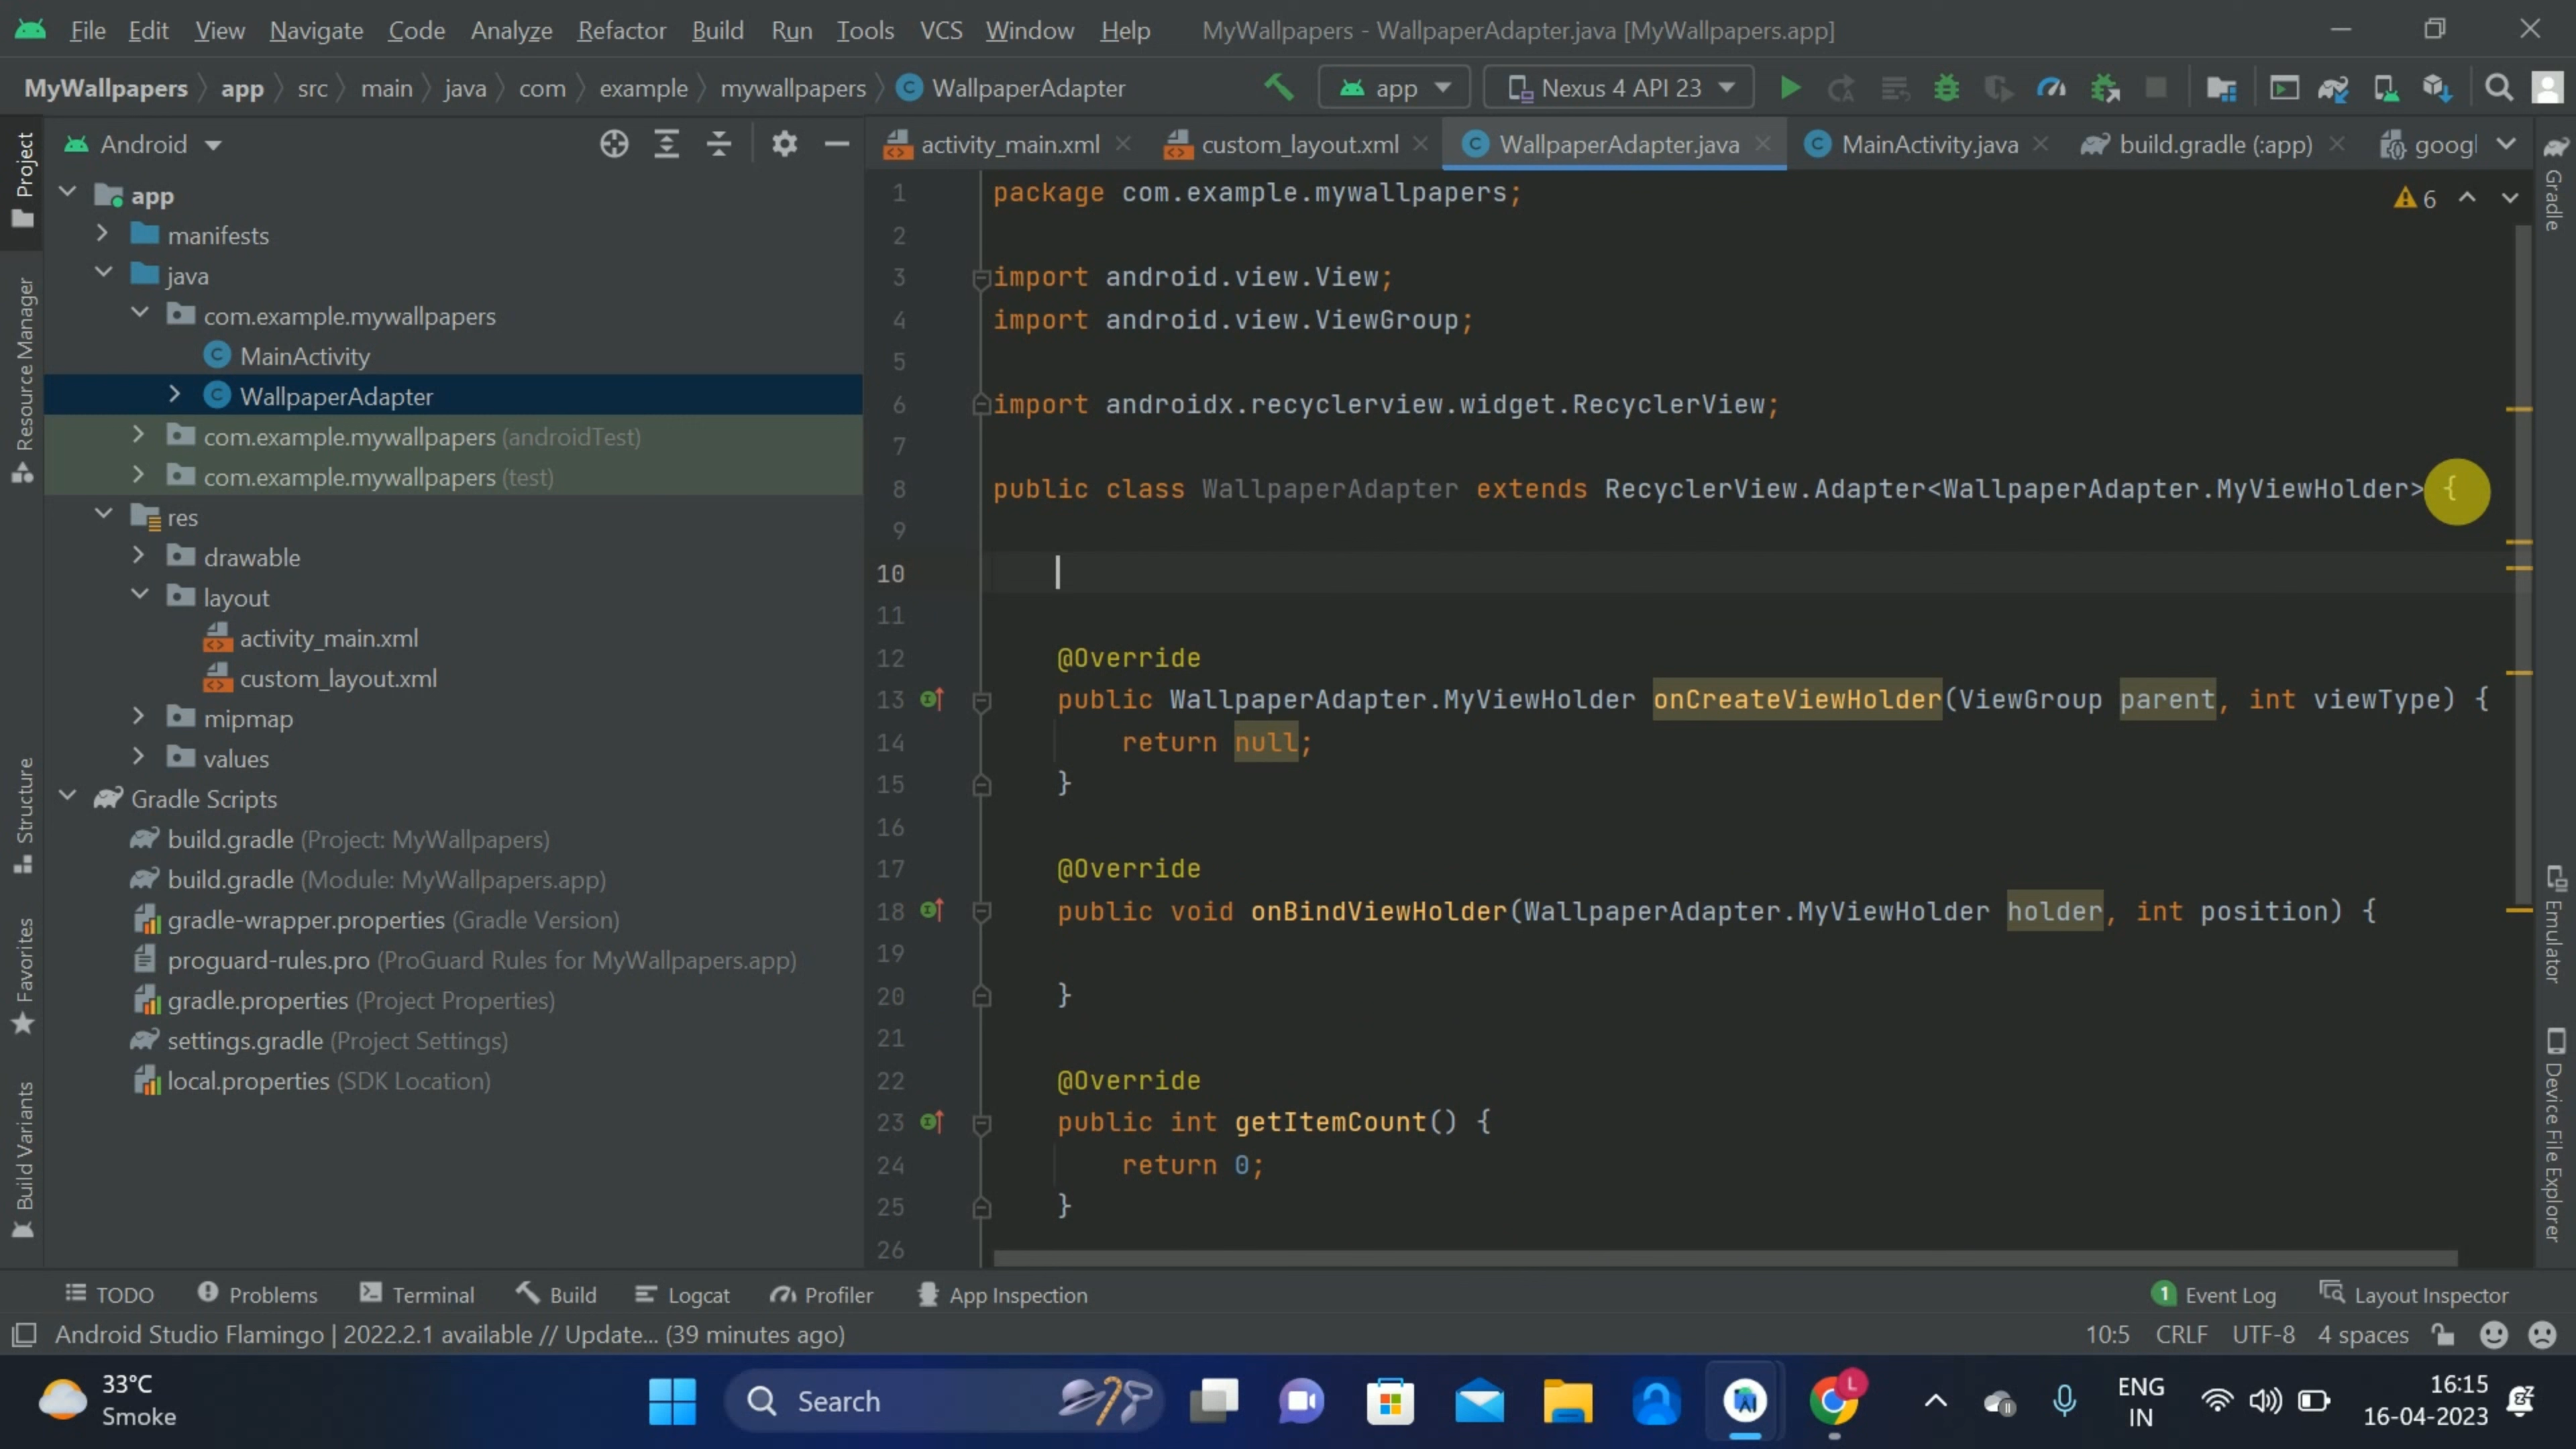 File Edit View Navigate Code Analyze Refactor Build Run Tools VCS Window Help MyWallpapers - WallpaperAdapter.java [MyWallpapers.app]
MyWallpapers app src main java com example mywallpapers WallpaperAdapter app Nexus 4 API 23
Android
activity_main.xml custom_layout.xml WallpaperAdapter.java MainActivity.java build.gradle (:app) googl
Project
Resource Manager
Structure
Favorites
Build Variants
app
manifests
java
com.example.mywallpapers
MainActivity
WallpaperAdapter
com.example.mywallpapers (androidTest)
com.example.mywallpapers (test)
res
drawable
layout
activity_main.xml
custom_layout.xml
mipmap
values
Gradle Scripts
build.gradle (Project: MyWallpapers)
build.gradle (Module: MyWallpapers.app)
gradle-wrapper.properties (Gradle Version)
proguard-rules.pro (ProGuard Rules for MyWallpapers.app)
gradle.properties (Project Properties)
settings.gradle (Project Settings)
local.properties (SDK Location)
6
1 package com.example.mywallpapers;
2
3 import android.view.View;
4 import android.view.ViewGroup;
5
6 import androidx.recyclerview.widget.RecyclerView;
7
8 public class WallpaperAdapter extends RecyclerView.Adapter<WallpaperAdapter.MyViewHolder> {
9
10
11
12 @Override
13 public WallpaperAdapter.MyViewHolder onCreateViewHolder(ViewGroup parent, int viewType) {
14 return null;
15 }
16
17 @Override
18 public void onBindViewHolder(WallpaperAdapter.MyViewHolder holder, int position) {
19
20 }
21
22 @Override
23 public int getItemCount() {
24 return 0;
25 }
26
Gradle
Emulator
Device File Explorer
TODO Problems Terminal Build Logcat Profiler App Inspection 1 Event Log Layout Inspector
Android Studio Flamingo | 2022.2.1 available // Update... (39 minutes ago) 10:5 CRLF UTF-8 4 spaces
33°C
Smoke
Search
L
ENG
IN
16:15
16-04-2023